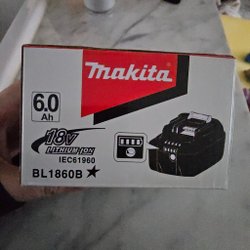 makita
6.0
Ah
18V
LITHIUM-ION
IEC61960
BL1860B